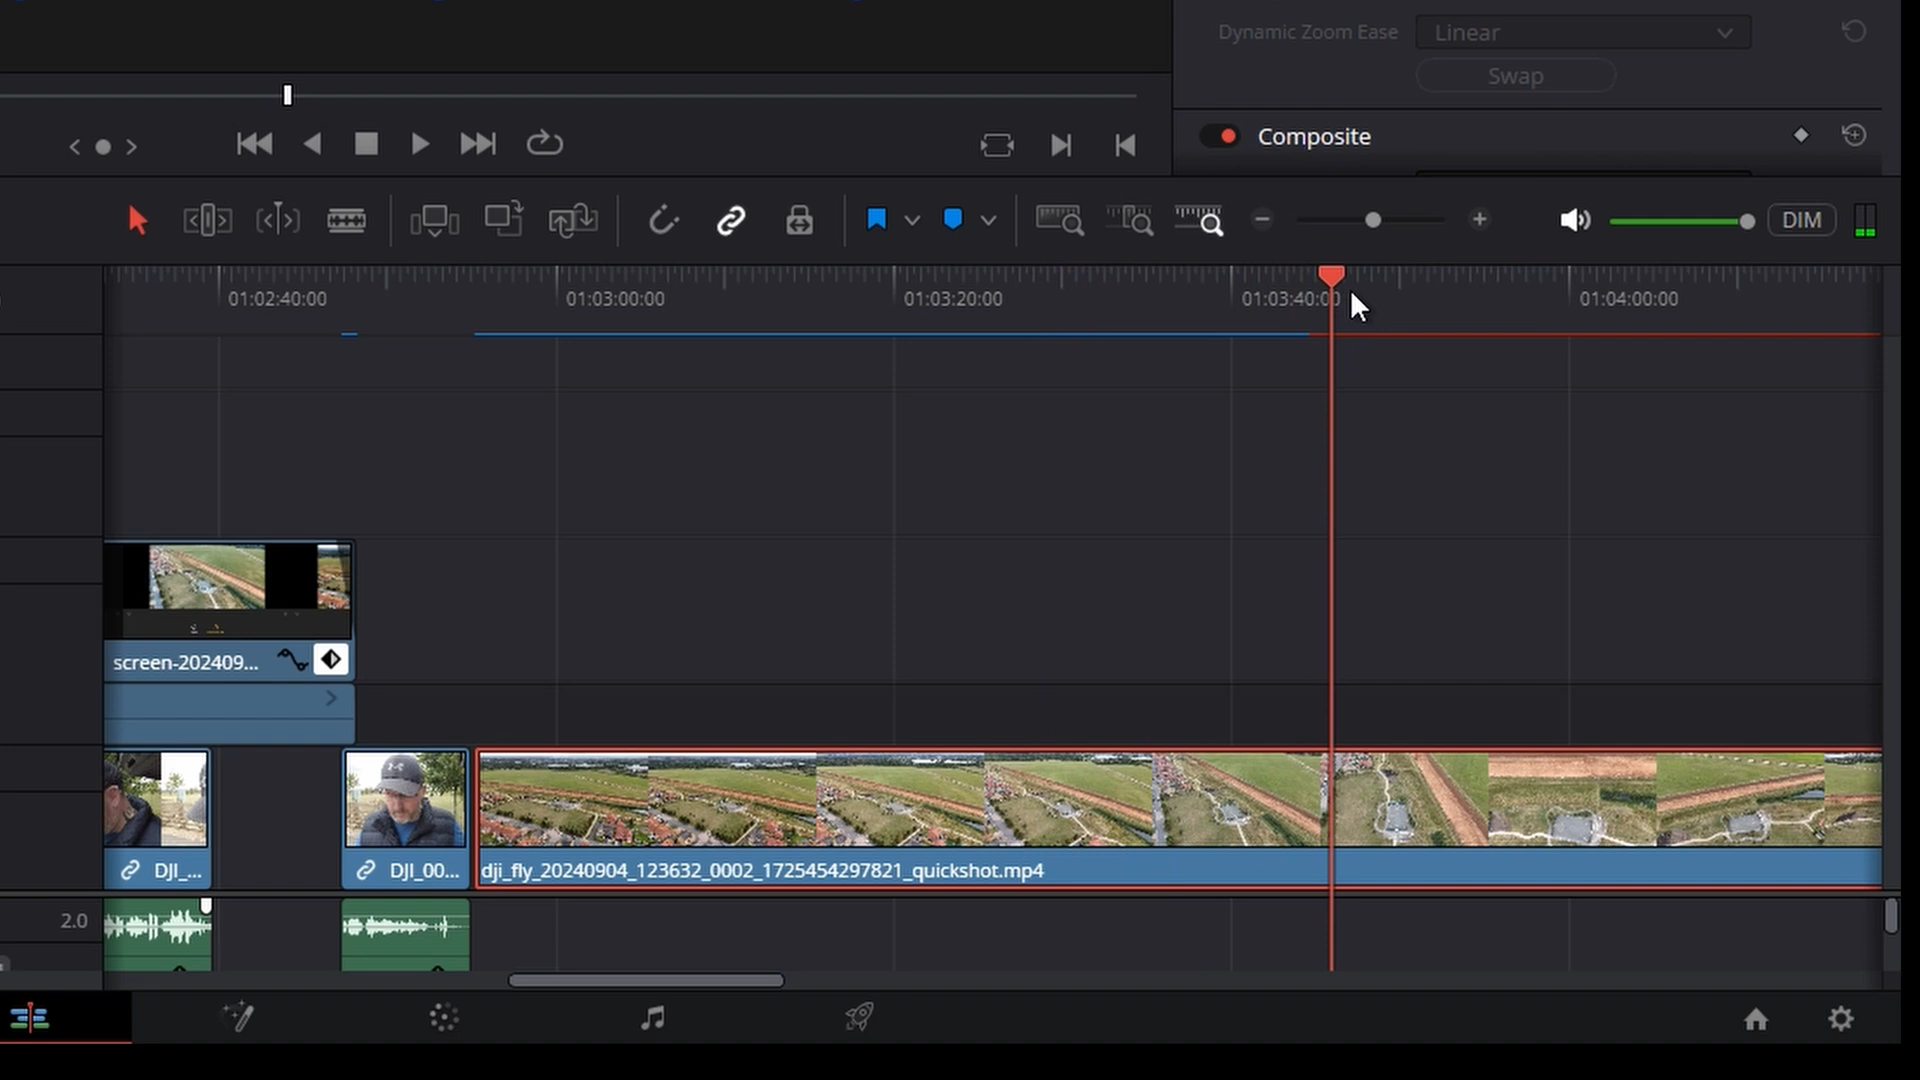 Dynamic Zoom Ease Linear
Swap
Composite
DIM
01:02:40:00 01:03:00:00 01:03:20:00 01:03:40:00 01:04:00:00
screen-202409...
DJI_... DJI_00... dji_fly_20240904_123632_0002_1725454297821_quickshot.mp4
2.0